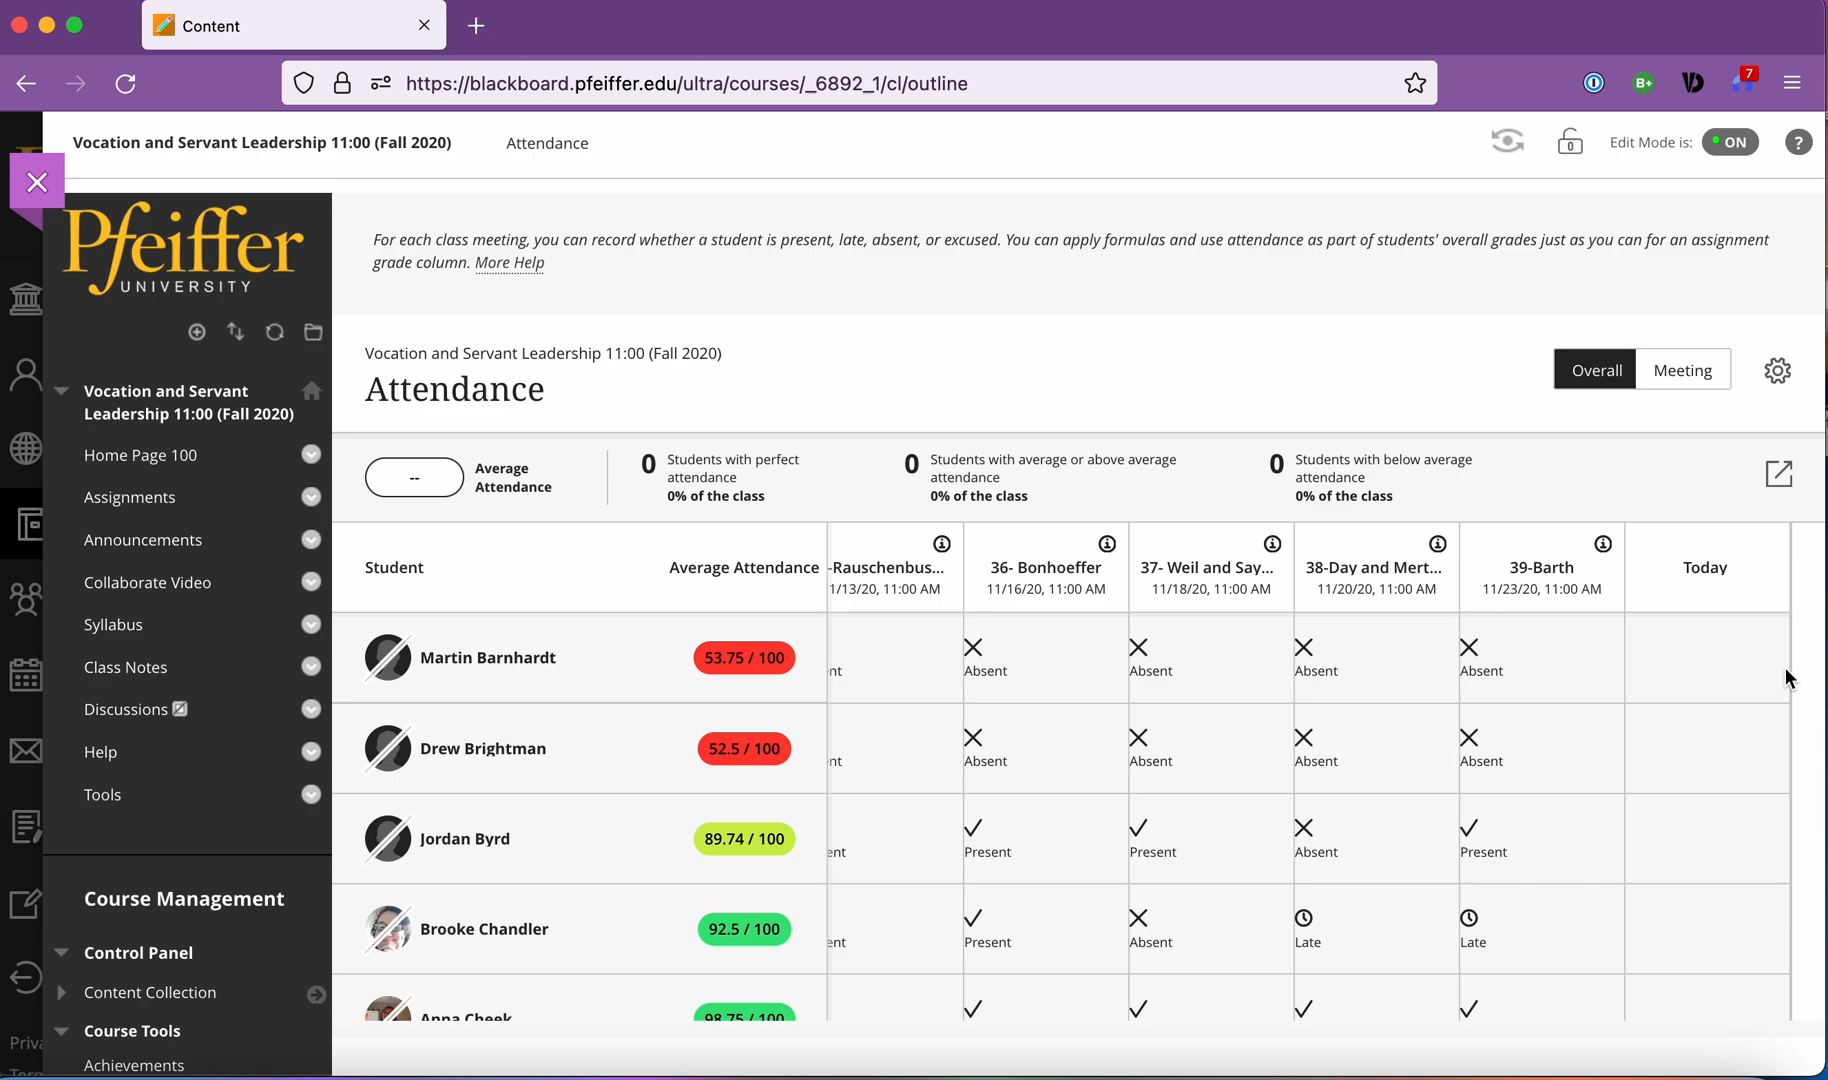 Content
https://blackboard.pfeiffer.edu/ultra/courses/_6892_1/cl/outline
B+
7
Vocation and Servant Leadership 11:00 (Fall 2020)
Attendance
Edit Mode is:
ON
?
Pfeiffer
UNIVERSITY
For each class meeting, you can record whether a student is present, late, absent, or excused. You can apply formulas and use attendance as part of students' overall grades just as you can for an assignment
grade column. More Help
Vocation and Servant
Leadership 11:00 (Fall 2020)
Home Page 100
Assignments
Announcements
Collaborate Video
Syllabus
Class Notes
Discussions
Help
Tools
Course Management
Control Panel
Content Collection
Course Tools
Achievements
Priva
Vocation and Servant Leadership 11:00 (Fall 2020)
Attendance
Overall
Meeting
--
Average
Attendance
0
Students with perfect
attendance
0% of the class
0
Students with average or above average
attendance
0% of the class
0
Students with below average
attendance
0% of the class
Student
Average Attendance
-Rauschenbus...
1/13/20, 11:00 AM
36- Bonhoeffer
11/16/20, 11:00 AM
37- Weil and Say...
11/18/20, 11:00 AM
38-Day and Mert...
11/20/20, 11:00 AM
39-Barth
11/23/20, 11:00 AM
Today
Martin Barnhardt
53.75 / 100
nt
Absent
Absent
Absent
Absent
Drew Brightman
52.5 / 100
nt
Absent
Absent
Absent
Absent
Jordan Byrd
89.74 / 100
ent
Present
Present
Absent
Present
Brooke Chandler
92.5 / 100
ent
Present
Absent
Late
Late
Anna Cheek
98.75 / 100